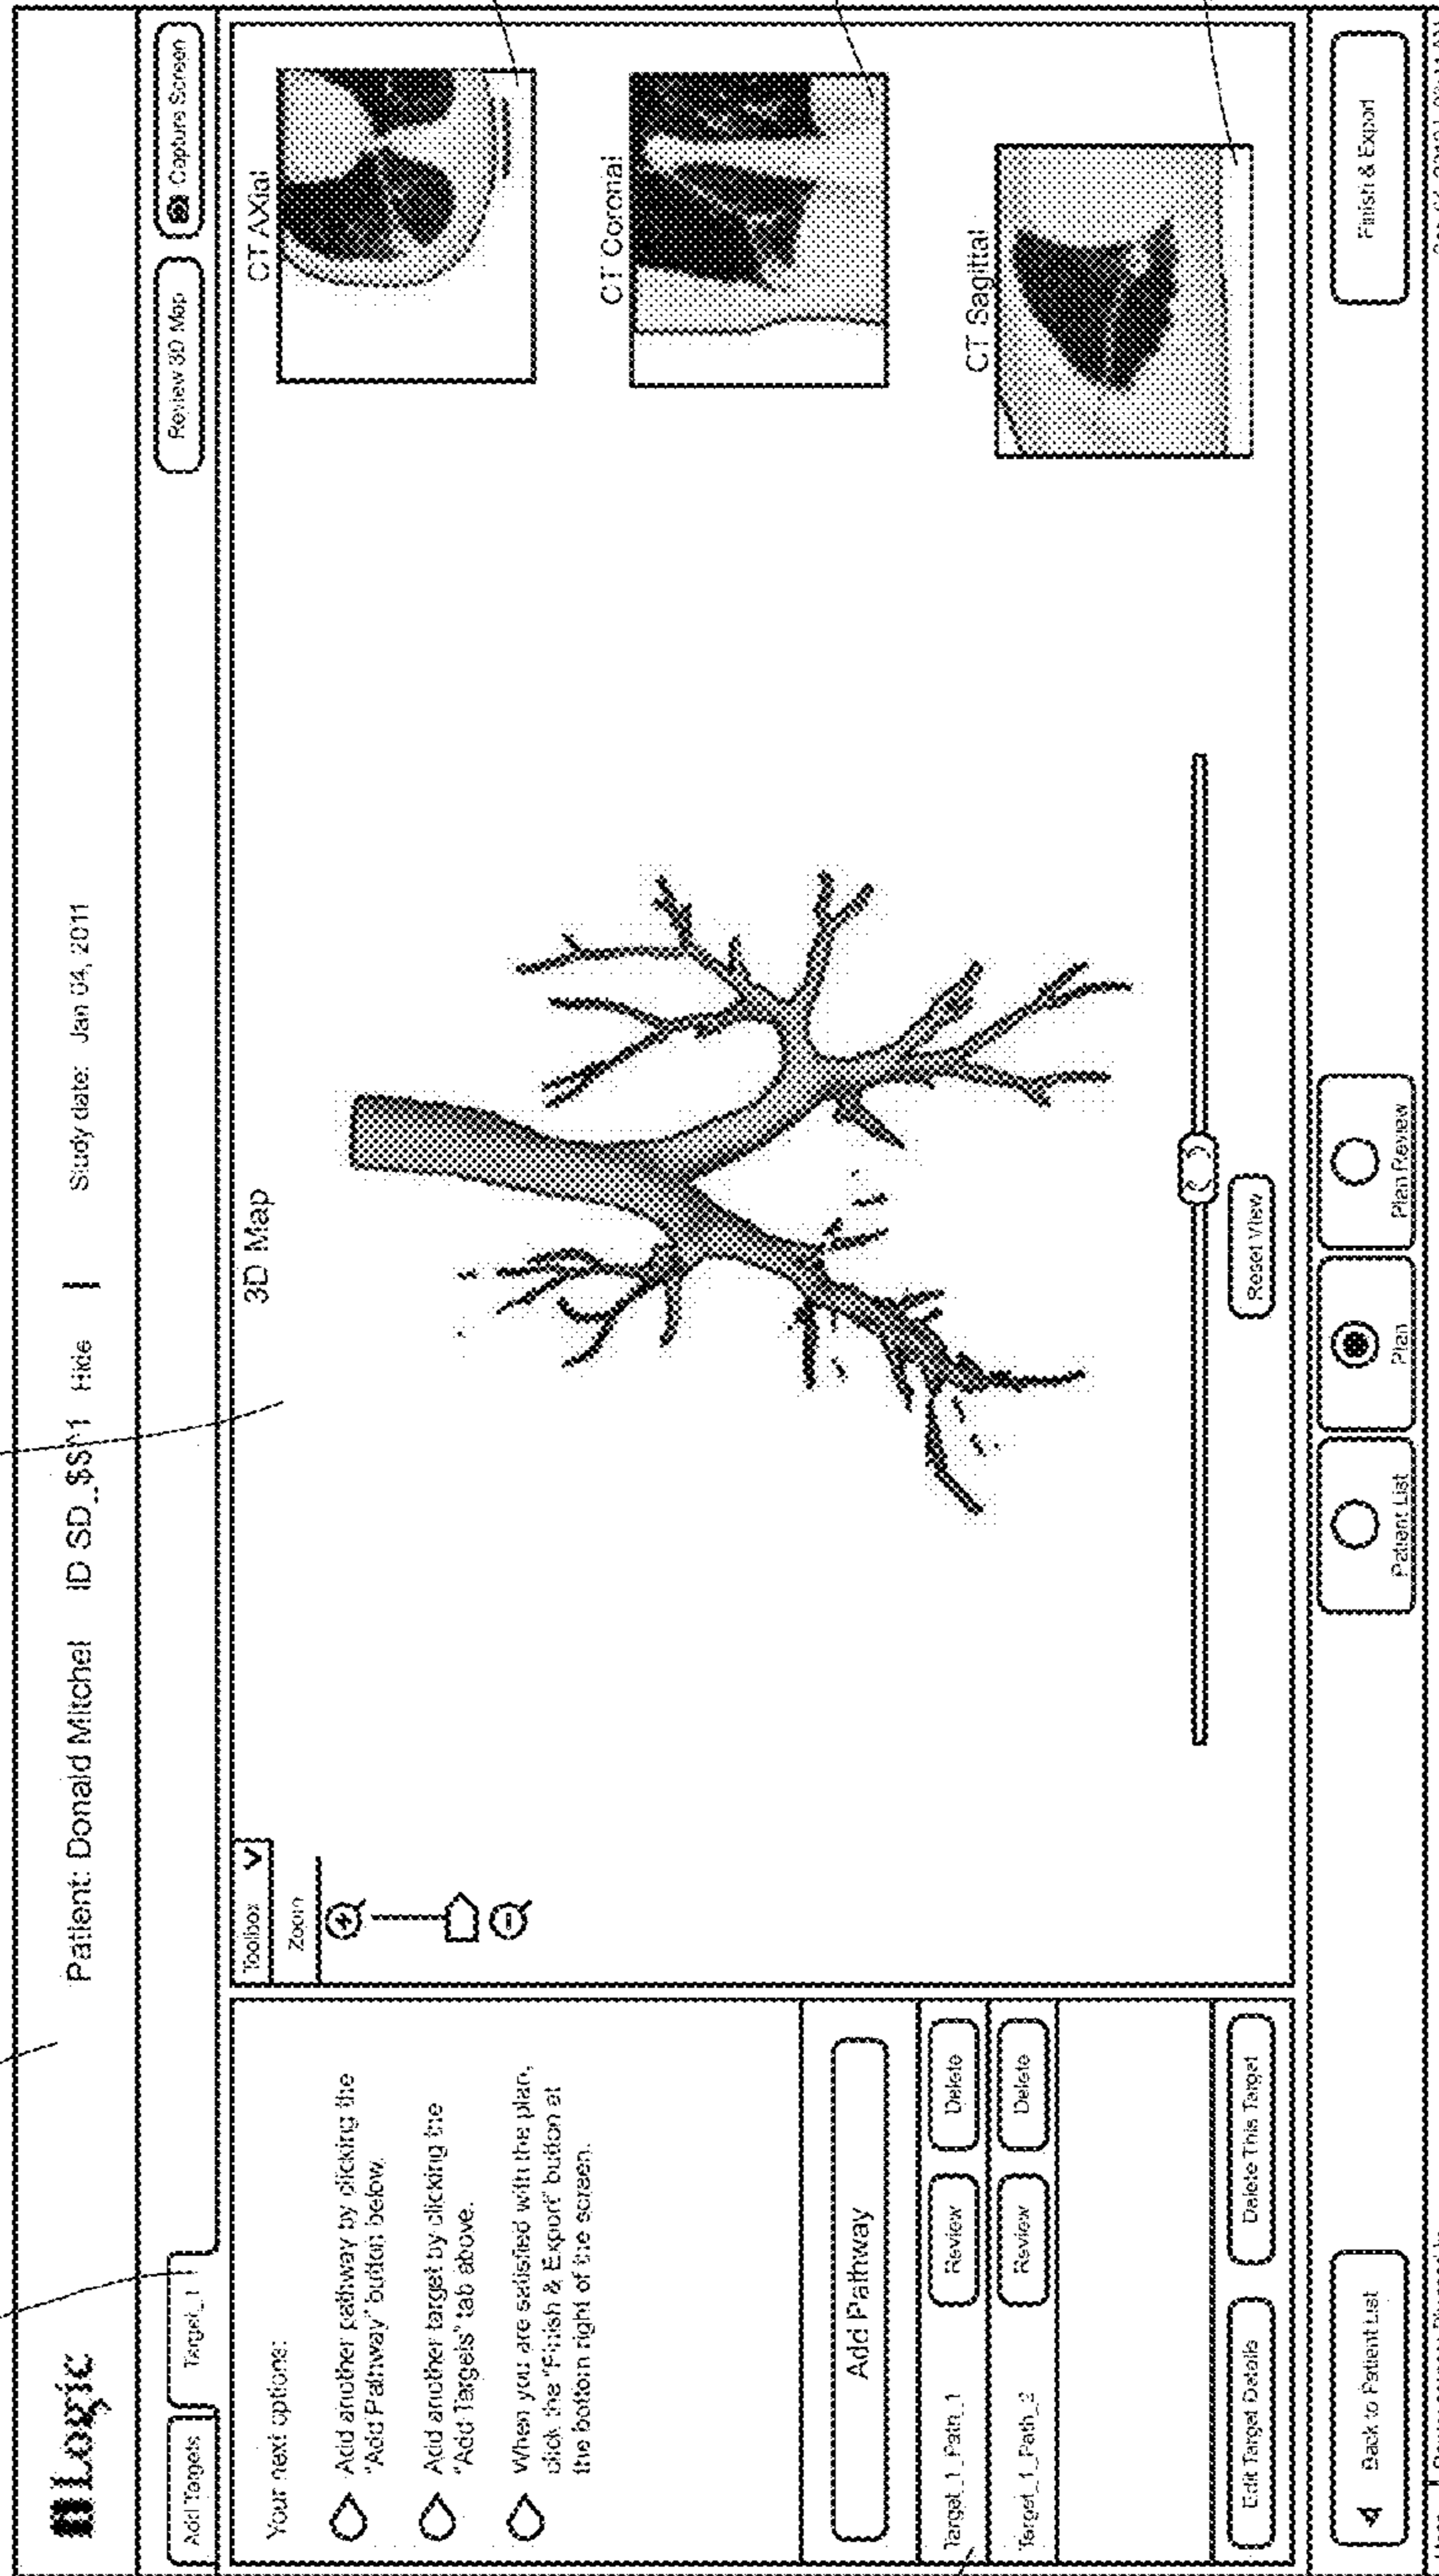 Logic
Patient: Donald Mitchel ID SD_$S^1 Hide | Study date: Jan 04, 2011
Add Targets
Target_1
Review 3D Map
Capture Screen
Your next options:
Add another pathway by clicking the
"Add Pathway" button below.
Add another target by clicking the
"Add Targets" tab above.
When you are satisfied with the plan,
click the "Finish & Export" button at
the bottom right of the screen.
Add Pathway
Target_1_Path_1 Review Delete
Target_1_Path_2 Review Delete
Edit Target Details
Delete This Target
Toolbox
Zoom
3D Map
Reset View
CT AXial
CT Coronal
CT Sagittal
Back to Patient List
Patient List
Plan
Plan Review
Finish & Export